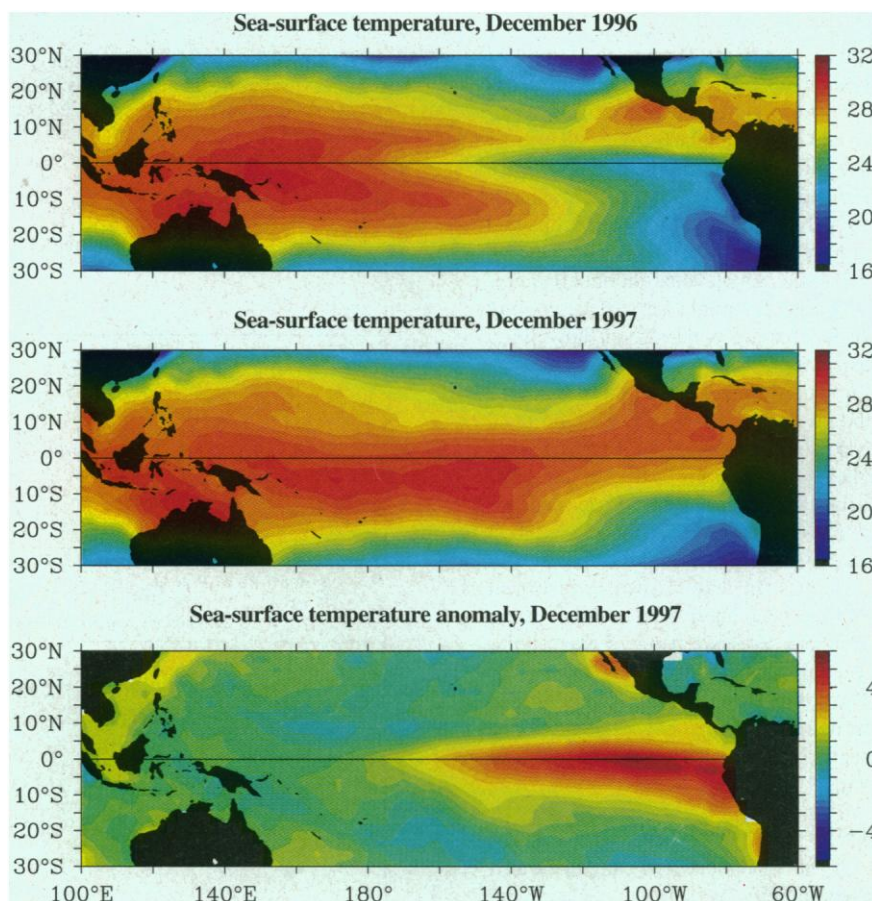 Sea-surface temperature, December 1996
30°N
20°N
10°N
0°
10°S
20°S
30°S
32
28
24
20
16
Sea-surface temperature, December 1997
30°N
20°N
10°N
0°
10°S
20°S
30°S
32
28
24
20
16
Sea-surface temperature anomaly, December 1997
30°N
20°N
10°N
0°
10°S
20°S
30°S
4
0
−4
100°E 140°E 180° 140°W 100°W 60°W